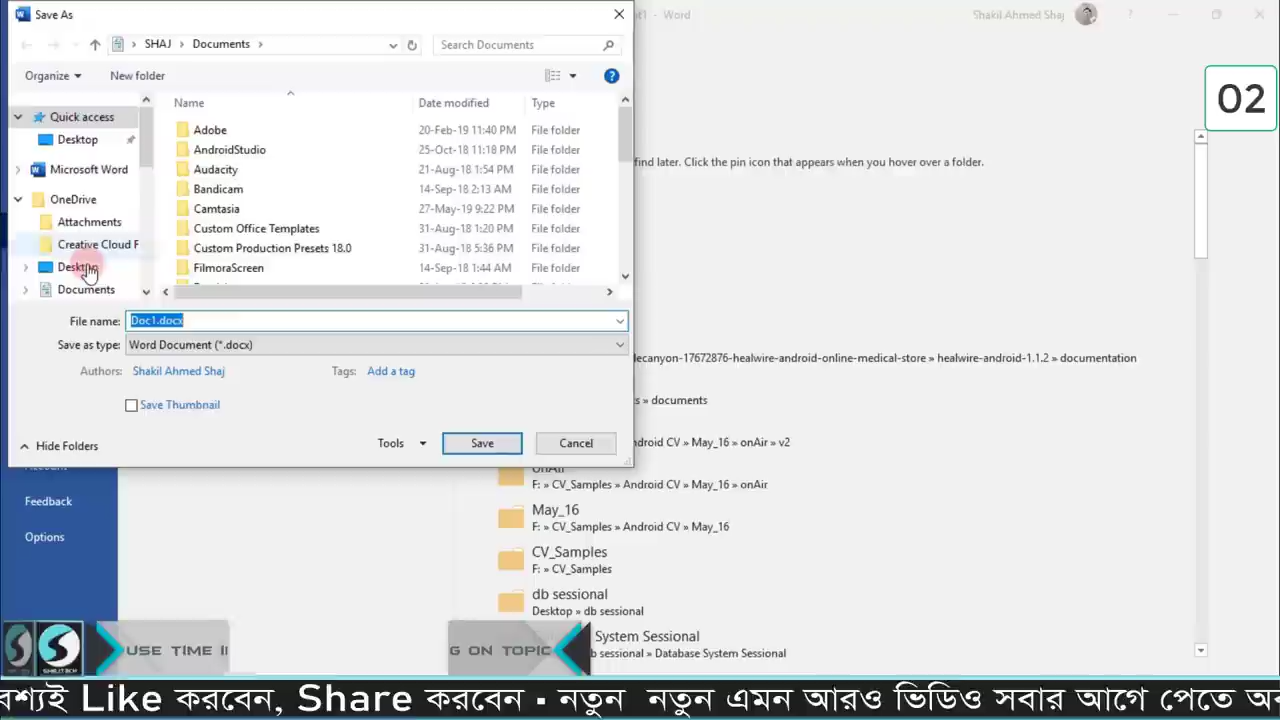 Save As
t1 - Word
Shakil Ahmed Shaj
?
SHAJ
Documents
Search Documents
Organize
New folder
?
02
Quick access
Name
Date modified
Type
Desktop
Adobe
20-Feb-19 11:40 PM
File folder
AndroidStudio
25-Oct-18 11:18 PM
File folder
Microsoft Word
Audacity
21-Aug-18 1:54 PM
File folder
find later. Click the pin icon that appears when you hover over a folder.
Bandicam
14-Sep-18 2:13 AM
File folder
OneDrive
Camtasia
27-May-19 9:22 PM
File folder
Attachments
Custom Office Templates
31-Aug-18 1:20 PM
File folder
Creative Cloud F
Custom Production Presets 18.0
31-Aug-18 5:36 PM
File folder
Desktop
FilmoraScreen
14-Sep-18 1:44 AM
File folder
Documents
File name:
Doc1.docx
Save as type:
Word Document (*.docx)
Authors:
Shakil Ahmed Shaj
Tags:
Add a tag
Save Thumbnail
Hide Folders
Tools
Save
Cancel
decanyon-17672876-healwire-android-online-medical-store » healwire-android-1.1.2 » documentation
s » documents
ndroid CV » May_16 » onAir » v2
onAir
F: » CV_Samples » Android CV » May_16 » onAir
May_16
F: » CV_Samples » Android CV » May_16
CV_Samples
F: » CV_Samples
db sessional
Desktop » db sessional
System Sessional
b sessional » Database System Sessional
Feedback
Options
USE TIME
G ON TOPIC
বশ্যই Like করবেন, Share করবেন ▪ নতুন নতুন এমন আরও ভিডিও সবার আগে পেতে অ